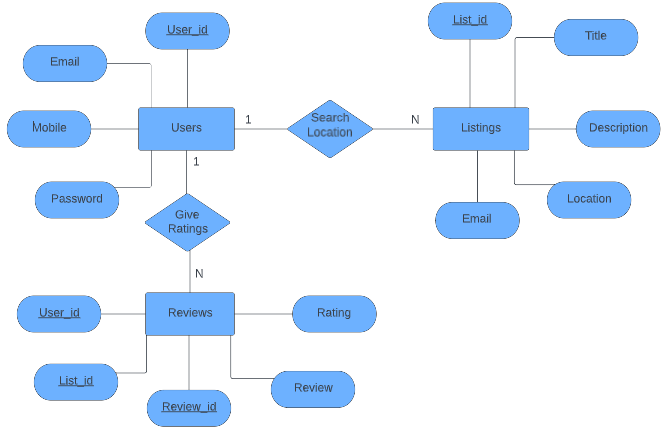 List_id
User_id
Title
Email
Mobile
Users
1
Search
Location
N
Listings
Description
1
Password
Location
Give
Ratings
Email
N
User_id
Reviews
Rating
List_id
Review_id
Review